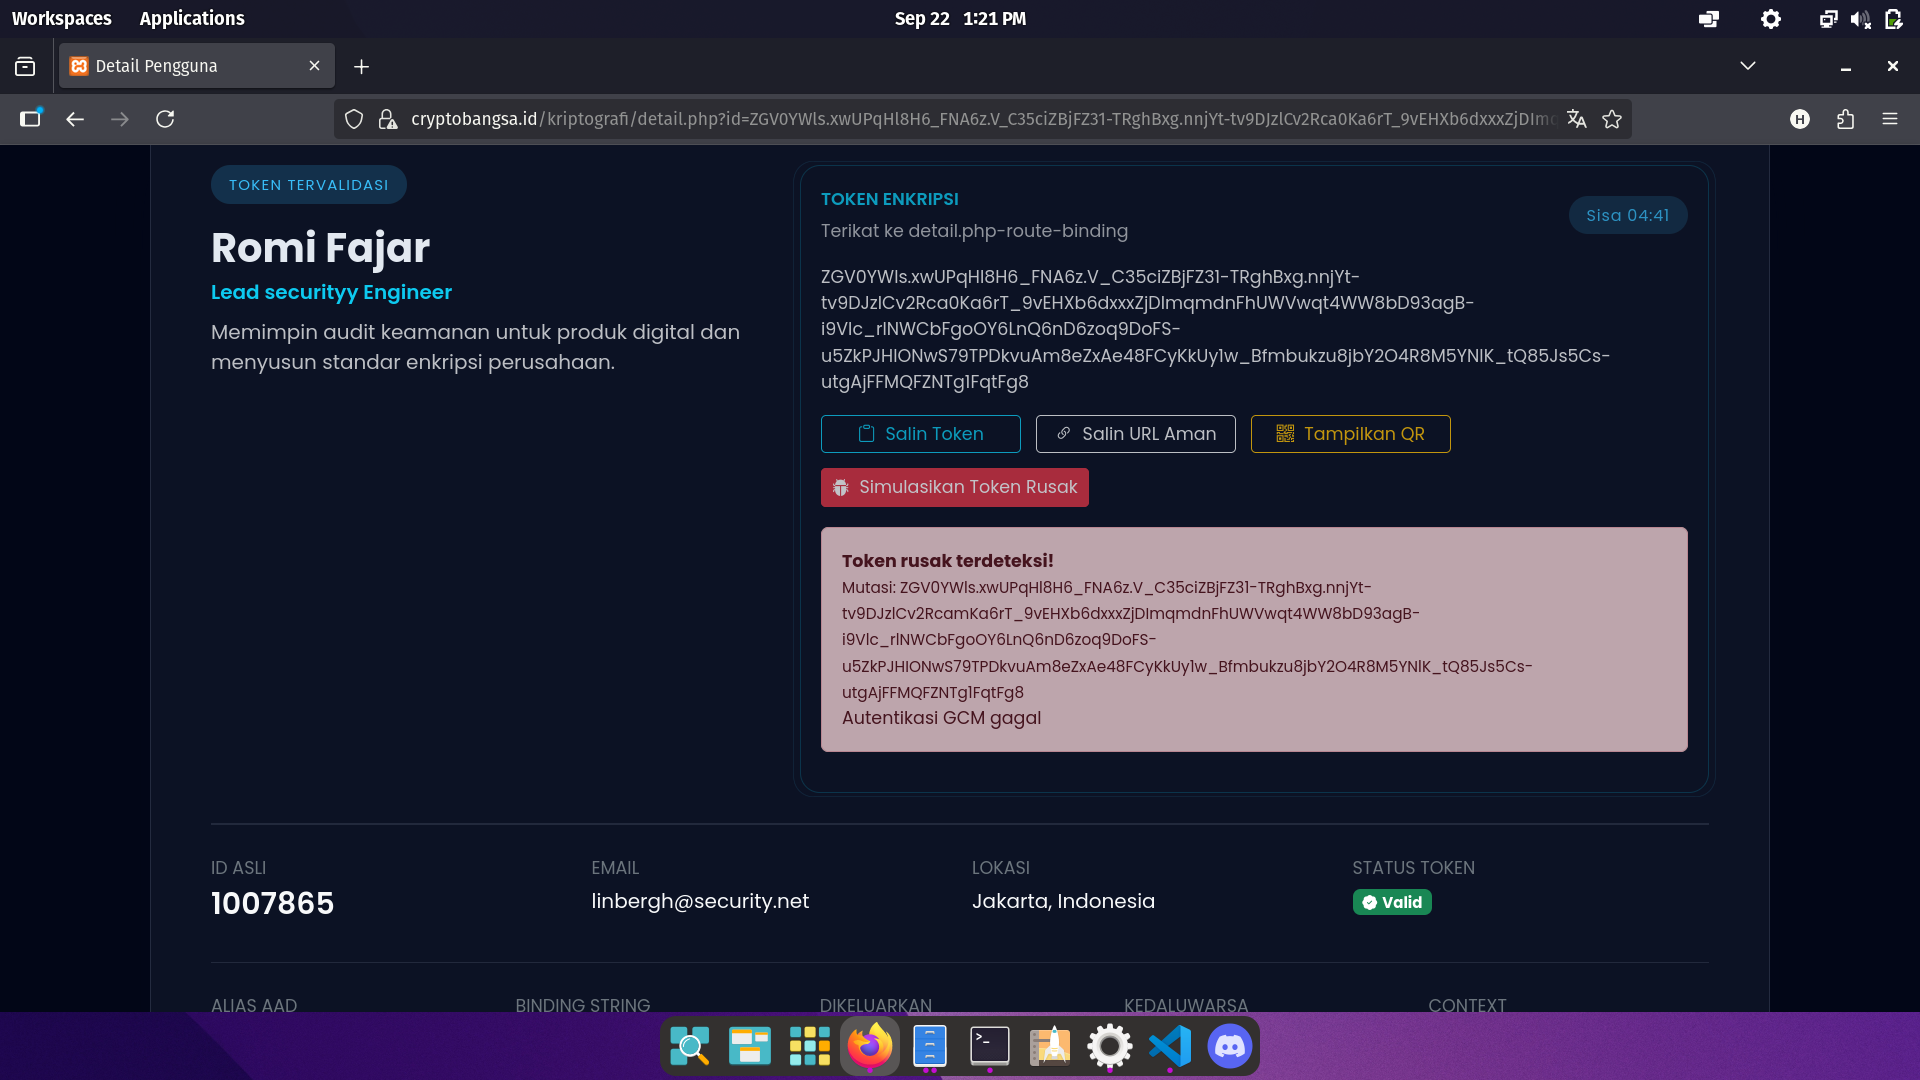 Workspaces Applications Sep 22 1:21 PM
Detail Pengguna
cryptobangsa.id/kriptografi/detail.php?id=ZGV0YWls.xwUPqHl8H6_FNA6z.V_C35ciZBjFZ31-TRghBxg.nnjYt-tv9DJzlCv2Rca0Ka6rT_9vEHXb6dxxxZjDImq
H
TOKEN TERVALIDASI
Romi Fajar
Lead securityy Engineer
Memimpin audit keamanan untuk produk digital dan
menyusun standar enkripsi perusahaan.
TOKEN ENKRIPSI
Sisa 04:41
Terikat ke detail.php-route-binding
ZGV0YWls.xwUPqHl8H6_FNA6z.V_C35ciZBjFZ31-TRghBxg.nnjYt-
tv9DJzlCv2Rca0Ka6rT_9vEHXb6dxxxZjDImqmdnFhUWVwqt4WW8bD93agB-
i9Vlc_rlNWCbFgoOY6LnQ6nD6zoq9DoFS-
u5ZkPJHIONwS79TPDkvuAm8eZxAe48FCyKkUy1w_Bfmbukzu8jbY2O4R8M5YNlK_tQ85Js5Cs-
utgAjFFMQFZNTg1FqtFg8
Salin Token
Salin URL Aman
Tampilkan QR
Simulasikan Token Rusak
Token rusak terdeteksi!
Mutasi: ZGV0YWls.xwUPqHl8H6_FNA6z.V_C35ciZBjFZ31-TRghBxg.nnjYt-
tv9DJzlCv2RcamKa6rT_9vEHXb6dxxxZjDImqmdnFhUWVwqt4WW8bD93agB-
i9Vlc_rlNWCbFgoOY6LnQ6nD6zoq9DoFS-
u5ZkPJHIONwS79TPDkvuAm8eZxAe48FCyKkUy1w_Bfmbukzu8jbY2O4R8M5YNlK_tQ85Js5Cs-
utgAjFFMQFZNTg1FqtFg8
Autentikasi GCM gagal
ID ASLI EMAIL LOKASI STATUS TOKEN
1007865 linbergh@security.net Jakarta, Indonesia Valid
ALIAS AAD BINDING STRING DIKELUARKAN KEDALUWARSA CONTEXT